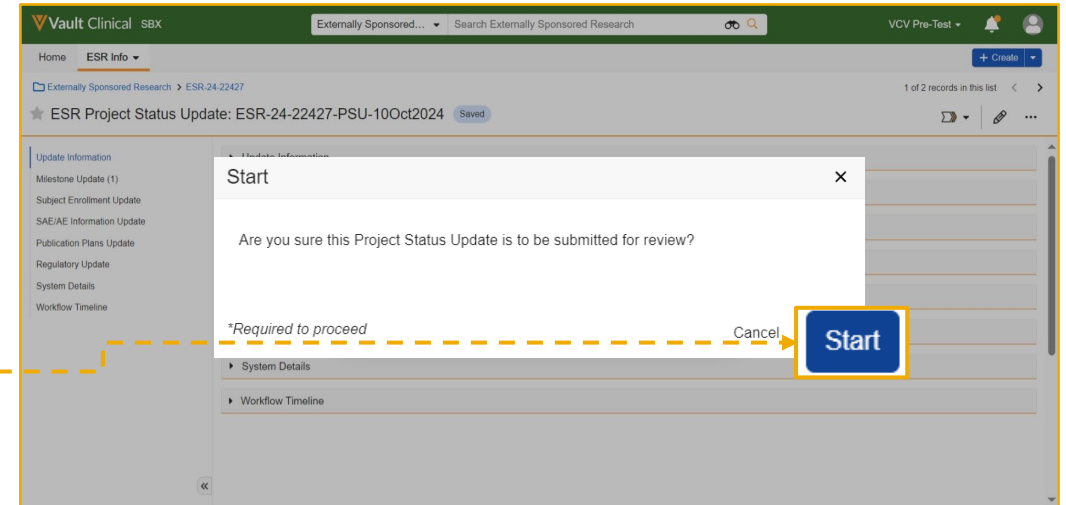 Vault Clinical SBX
Externally Sponsored...
Search Externally Sponsored Research
VCV Pre-Test
Home
ESR Info
+ Create
Externally Sponsored Research > ESR-24-22427
1 of 2 records in this list
ESR Project Status Update: ESR-24-22427-PSU-10Oct2024
Saved
Update Information
Milestone Update (1)
Subject Enrollment Update
SAE/AE Information Update
Publication Plans Update
Regulatory Update
System Details
Workflow Timeline
Update Information
Start
Are you sure this Project Status Update is to be submitted for review?
*Required to proceed
Cancel
Start
System Details
Workflow Timeline